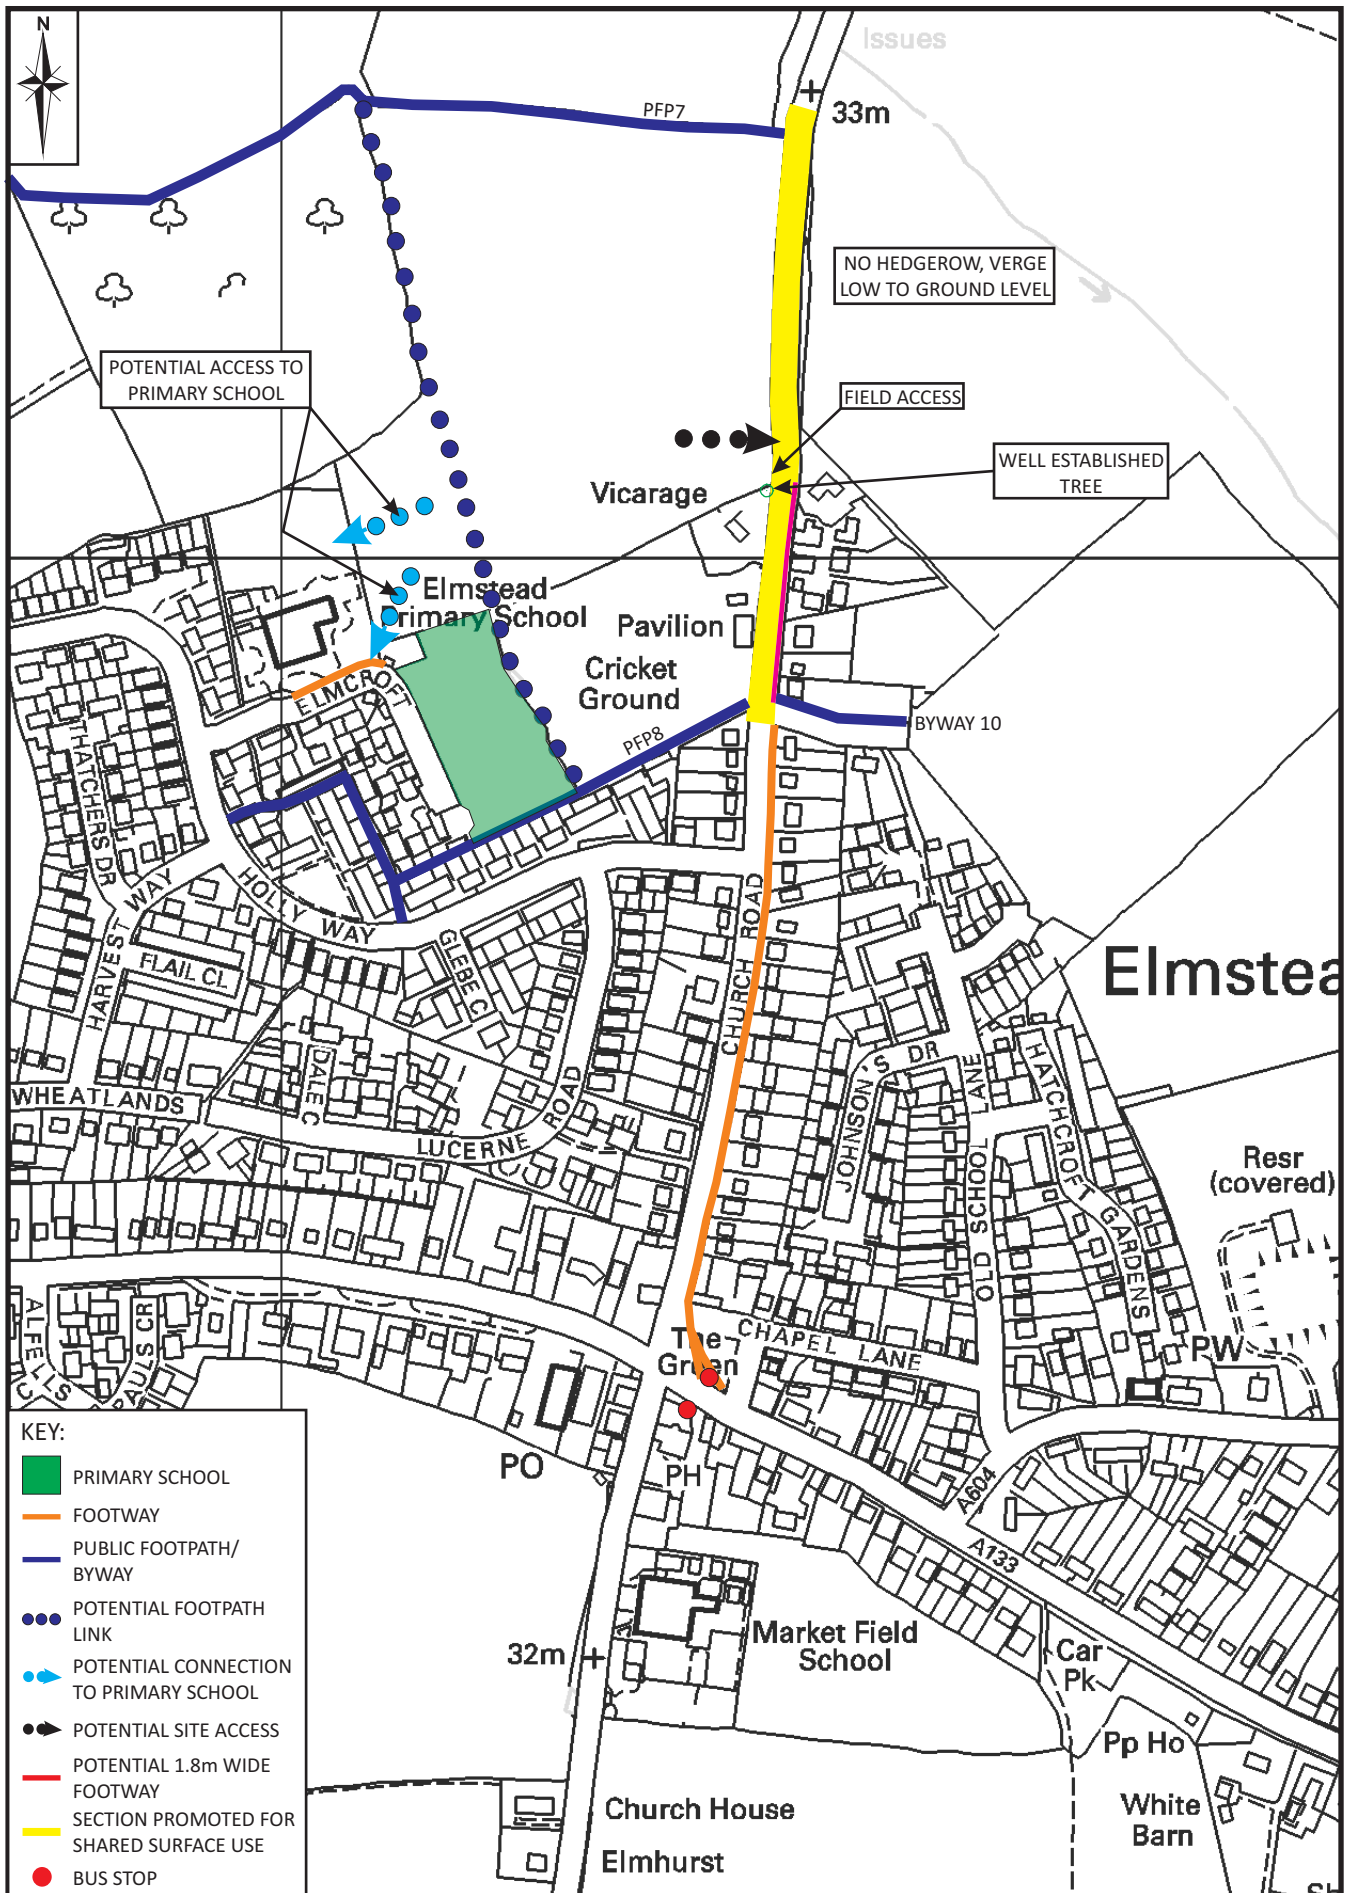 N
Issues
PFP7
33m
NO HEDGEROW, VERGE
LOW TO GROUND LEVEL
POTENTIAL ACCESS TO
PRIMARY SCHOOL
FIELD ACCESS
WELL ESTABLISHED
TREE
Vicarage
Elmstead
Primary School
Pavilion
Cricket
Ground
ELMCROFT
BYWAY 10
PFP8
THATCHERS DR
HARVEST WAY
HOLLY WAY
GLEBE C
FLAIL CL
CHURCH ROAD
Elmstea
DALE C
JOHNSON'S DR
OLD SCHOOL LANE
HATCHCROFT GARDENS
WHEATLANDS
LUCERNE ROAD
Resr
(covered)
ALFELLS
PAULS CR
The
Green
CHAPEL LANE
PW
PO
PH
A604
A133
32m
Market Field
School
Car
Pk
Pp Ho
White
Barn
Church House
Elmhurst
KEY:
PRIMARY SCHOOL
FOOTWAY
PUBLIC FOOTPATH/
BYWAY
POTENTIAL FOOTPATH
LINK
POTENTIAL CONNECTION
TO PRIMARY SCHOOL
POTENTIAL SITE ACCESS
POTENTIAL 1.8m WIDE
FOOTWAY
SECTION PROMOTED FOR
SHARED SURFACE USE
BUS STOP